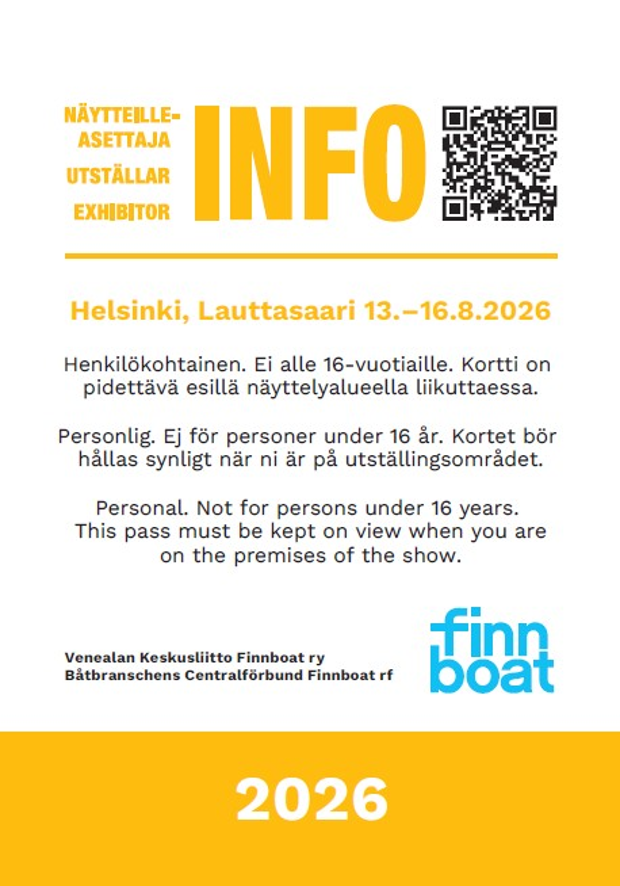 NÄYTTEILLE-
ASETTAJA
UTSTÄLLAR
EXHIBITOR
INFO
Helsinki, Lauttasaari 13.–16.8.2026
Henkilökohtainen. Ei alle 16-vuotiaille. Kortti on
pidettävä esillä näyttelyalueella liikuttaessa.
Personlig. Ej för personer under 16 år. Kortet bör
hållas synligt när ni är på utställingsområdet.
Personal. Not for persons under 16 years.
This pass must be kept on view when you are
on the premises of the show.
Venealan Keskusliitto Finnboat ry
Båtbranschens Centralförbund Finnboat rf
finn
boat
2026